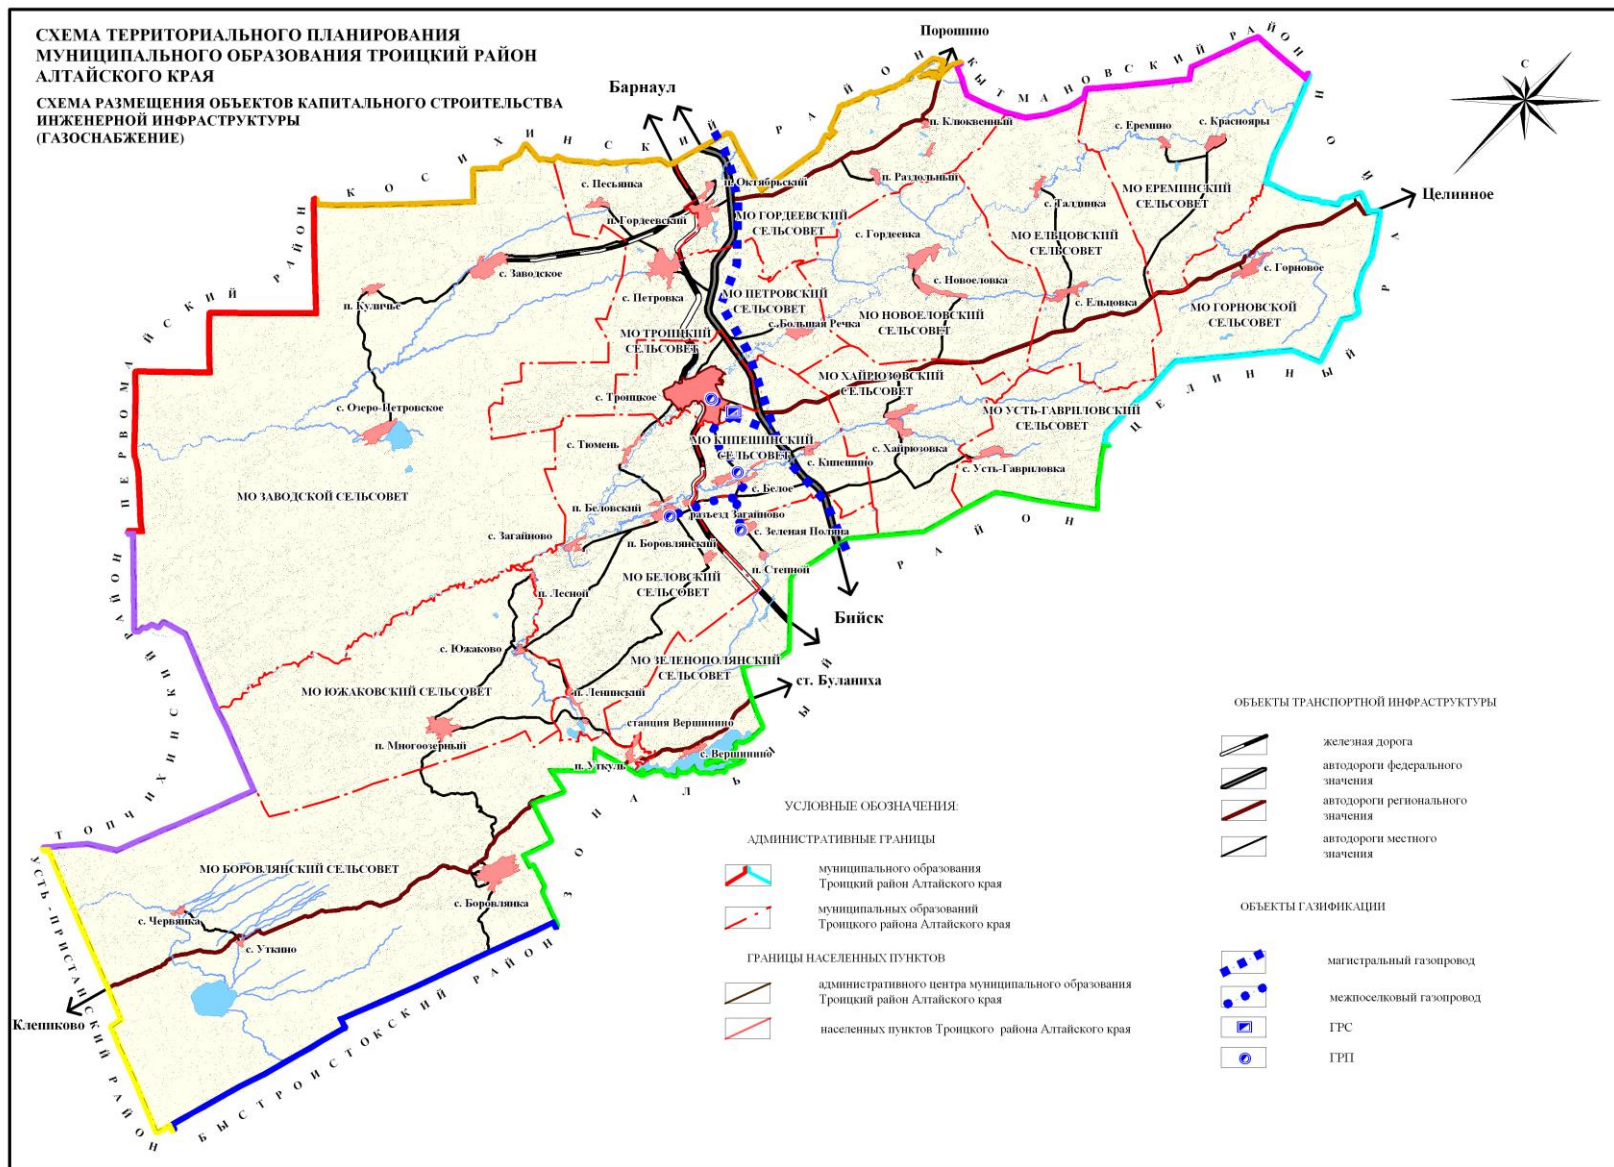 СХЕМА ТЕРРИТОРИАЛЬНОГО ПЛАНИРОВАНИЯ
МУНИЦИПАЛЬНОГО ОБРАЗОВАНИЯ ТРОИЦКИЙ РАЙОН
АЛТАЙСКОГО КРАЯ
СХЕМА РАЗМЕЩЕНИЯ ОБЪЕКТОВ КАПИТАЛЬНОГО СТРОИТЕЛЬСТВА
ИНЖЕНЕРНОЙ ИНФРАСТРУКТУРЫ
(ГАЗОСНАБЖЕНИЕ)
Порошино
Барнаул
С
Целинное
КОСИХИНСКИЙ РАЙОН
КЫТМАНОВСКИЙ РАЙОН
ЦЕЛИННЫЙ РАЙОН
ПЕРВОМАЙСКИЙ РАЙОН
ТОПЧИХИНСКИЙ РАЙОН
УСТЬ-ПРИСТАНСКИЙ РАЙОН
БЫСТРОИСТОКСКИЙ РАЙОН
ЗОНАЛЬНЫЙ РАЙОН
п. Клюквенный
с. Еремино
с. Краснояры
с. Песьянка
п. Октябрьский
п. Раздольный
МО ЕРЕМИНСКИЙ
СЕЛЬСОВЕТ
с. Талдинка
п. Гордеевский
МО ГОРДЕЕВСКИЙ
СЕЛЬСОВЕТ
с. Гордеевка
МО ЕЛЬЦОВСКИЙ
СЕЛЬСОВЕТ
с. Заводское
с. Петровка
с. Новоеловка
с. Горновое
п. Куличье
МО ПЕТРОВСКИЙ
СЕЛЬСОВЕТ
с. Ельцовка
МО ГОРНОВСКОЙ
СЕЛЬСОВЕТ
МО НОВОЕЛОВСКИЙ
СЕЛЬСОВЕТ
с. Большая Речка
МО ТРОИЦКИЙ
СЕЛЬСОВЕТ
МО ХАЙРЮЗОВСКИЙ
СЕЛЬСОВЕТ
с. Троицкое
с. Озеро-Петровское
МО УСТЬ-ГАВРИЛОВСКИЙ
СЕЛЬСОВЕТ
с. Тюмень
МО КИПЕШИНСКИЙ
СЕЛЬСОВЕТ
с. Кипешино
с. Хайрюзовка
с. Усть-Гавриловка
МО ЗАВОДСКОЙ СЕЛЬСОВЕТ
с. Белое
п. Беловский
разъезд Загайново
с. Загайново
с. Зеленая Поляна
п. Боровлянский
п. Степной
МО БЕЛОВСКИЙ
СЕЛЬСОВЕТ
п. Лесной
Бийск
с. Южаково
МО ЗЕЛЕНОПОЛЯНСКИЙ
СЕЛЬСОВЕТ
ст. Буланиха
МО ЮЖАКОВСКИЙ СЕЛЬСОВЕТ
п. Ленинский
станция Вершинино
п. Многоозерный
с. Вершинино
п. Уткуль
МО БОРОВЛЯНСКИЙ СЕЛЬСОВЕТ
с. Боровлянка
с. Червянка
с. Уткино
Клепиково
УСЛОВНЫЕ ОБОЗНАЧЕНИЯ:
АДМИНИСТРАТИВНЫЕ ГРАНИЦЫ
муниципального образования
Троицкий район Алтайского края
муниципальных образований
Троицкого района Алтайского края
ГРАНИЦЫ НАСЕЛЕННЫХ ПУНКТОВ
административного центра муниципального образования
Троицкий район Алтайского края
населенных пунктов Троицкого района Алтайского края
ОБЪЕКТЫ ТРАНСПОРТНОЙ ИНФРАСТРУКТУРЫ
железная дорога
автодороги федерального
значения
автодороги регионального
значения
автодороги местного
значения
ОБЪЕКТЫ ГАЗИФИКАЦИИ
магистральный газопровод
межпоселковый газопровод
ГРС
ГРП